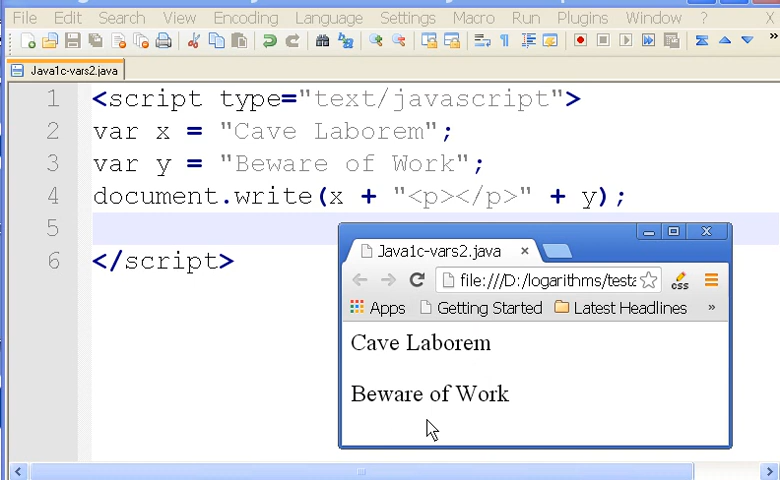 File Edit Search View Encoding Language Settings Macro Run Plugins Window ? X
Java1c-vars2.java
1 <script type="text/javascript">
2 var x = "Cave Laborem";
3 var y = "Beware of Work";
4 document.write(x + "<p></p>" + y);
5
6 </script>
Java1c-vars2.java
file:///D:/logarithms/testa
css
Apps Getting Started Latest Headlines »
Cave Laborem
Beware of Work